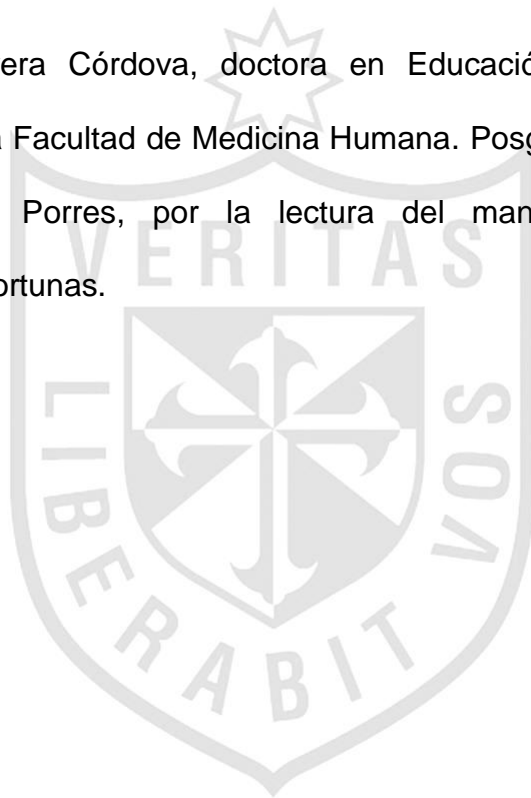 era Córdova, doctora en Educació
a Facultad de Medicina Humana. Posg
Porres, por la lectura del man
ortunas.
VERITAS
LIBERABIT
VOS